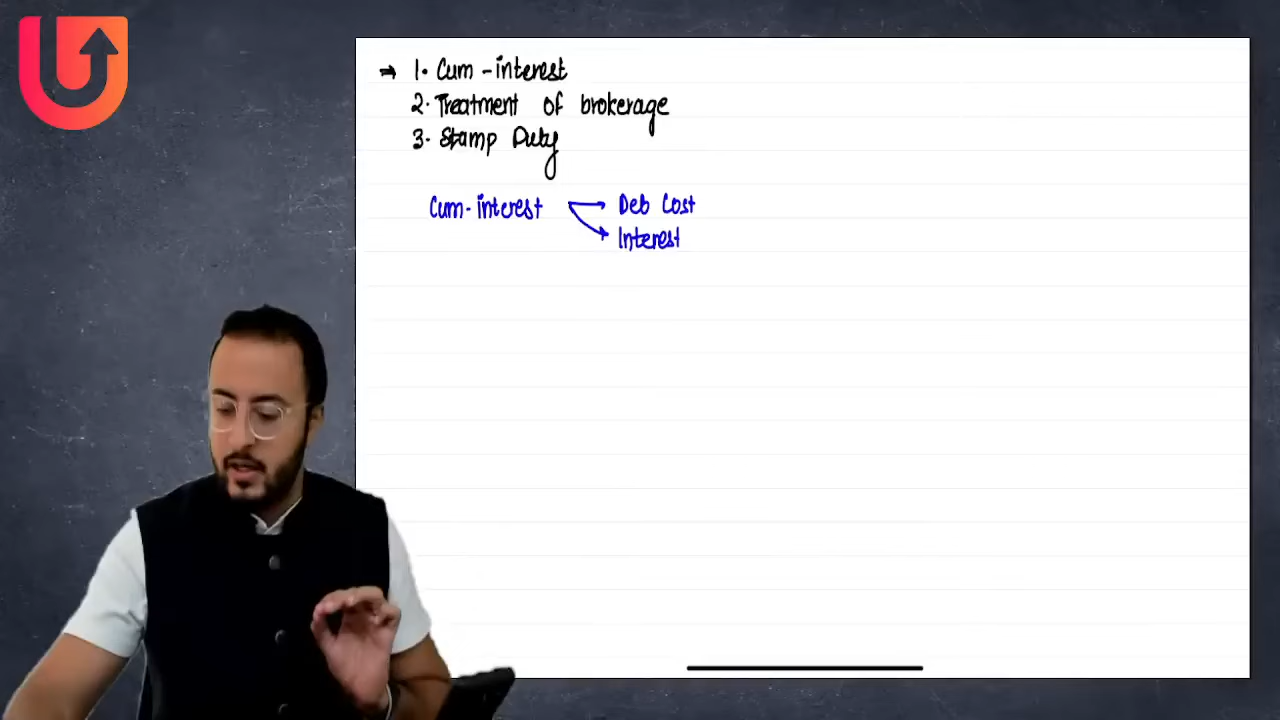 → 1. Cum-interest
2. Treatment of brokerage
3. Stamp Duty
Cum-interest → Deb Cost
→ Interest